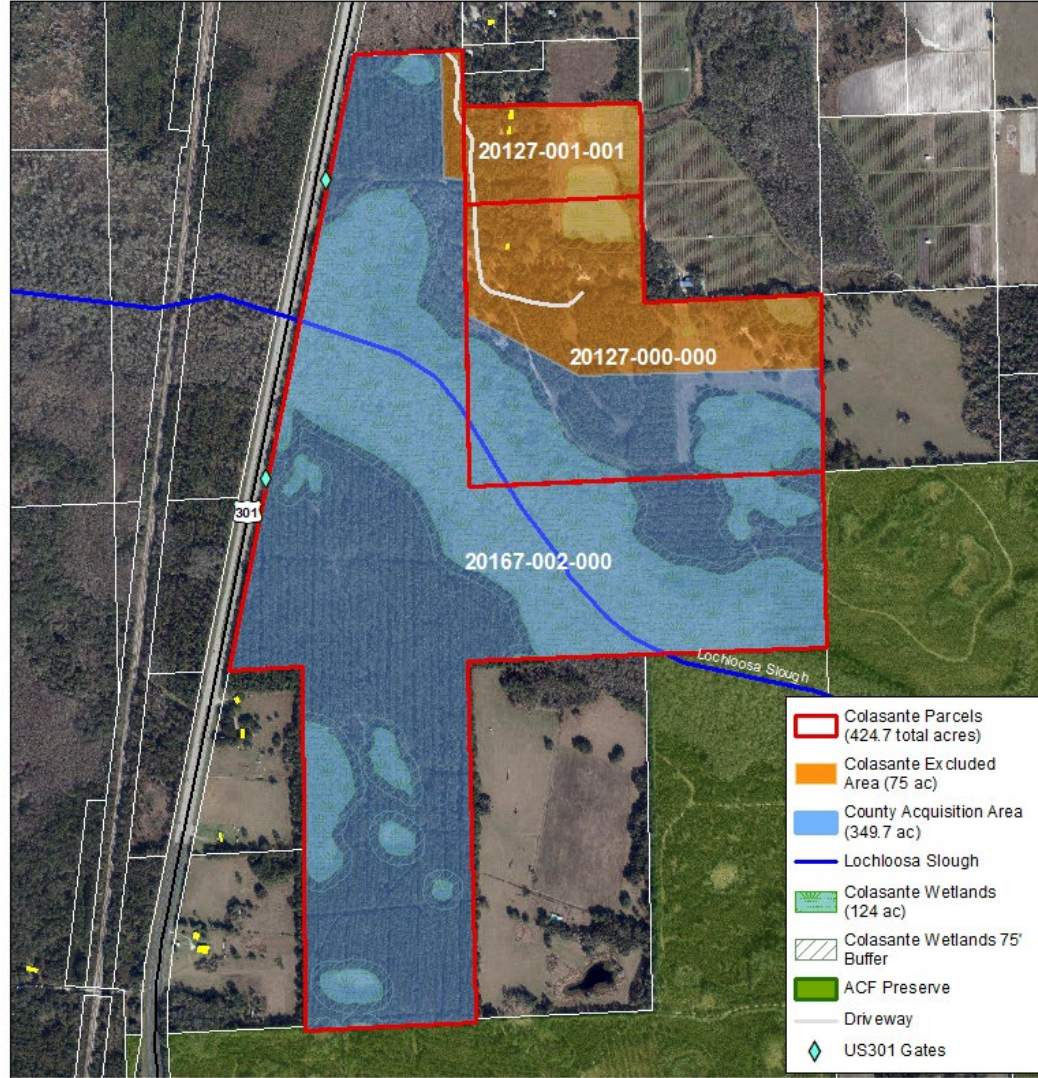 20127-001-001
20127-000-000
301
20167-002-000
Lochloosa Slough
Colasante Parcels
(424.7 total acres)
Colasante Excluded
Area (75 ac)
County Acquisition Area
(349.7 ac)
Lochloosa Slough
Colasante Wetlands
(124 ac)
Colasante Wetlands 75'
Buffer
ACF Preserve
Driveway
US301 Gates